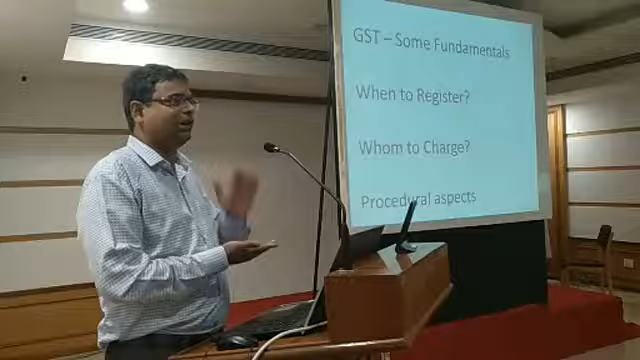 GST – Some Fundamentals
When to Register?
Whom to Charge?
Procedural aspects